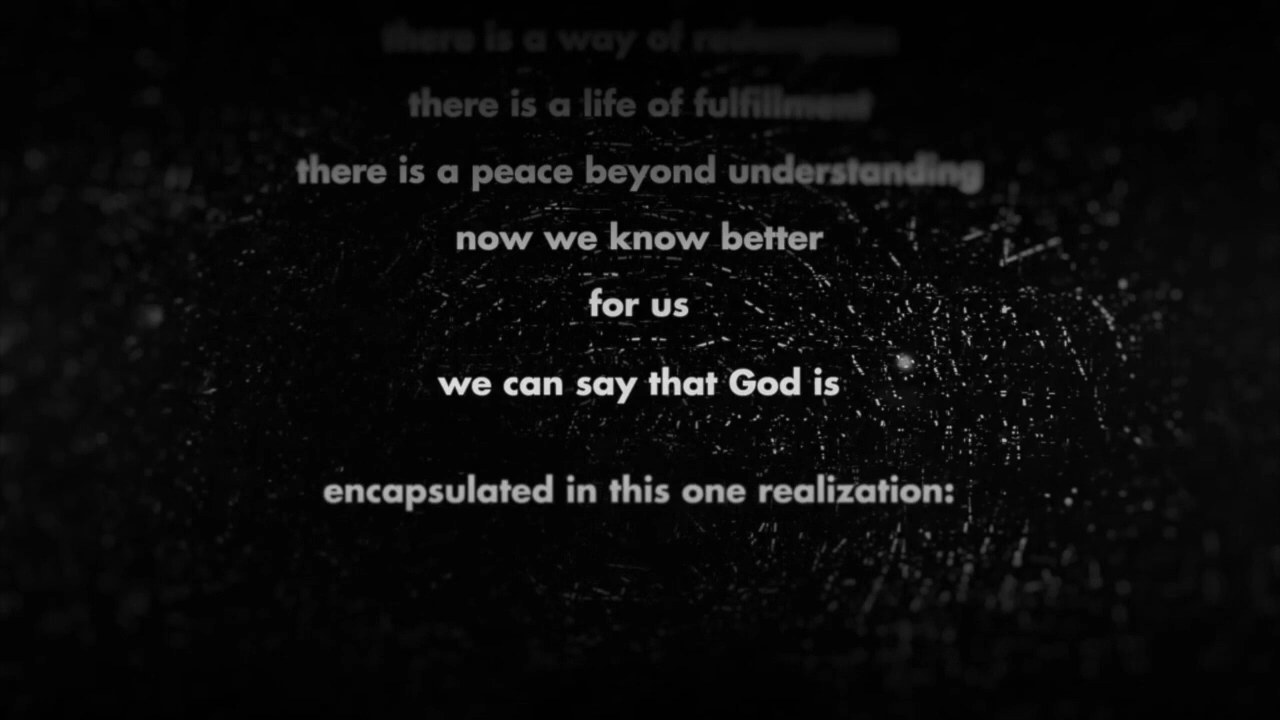 there is a way of redemption
there is a life of fulfillment
there is a peace beyond understanding
now we know better
for us
we can say that God is
encapsulated in this one realization: